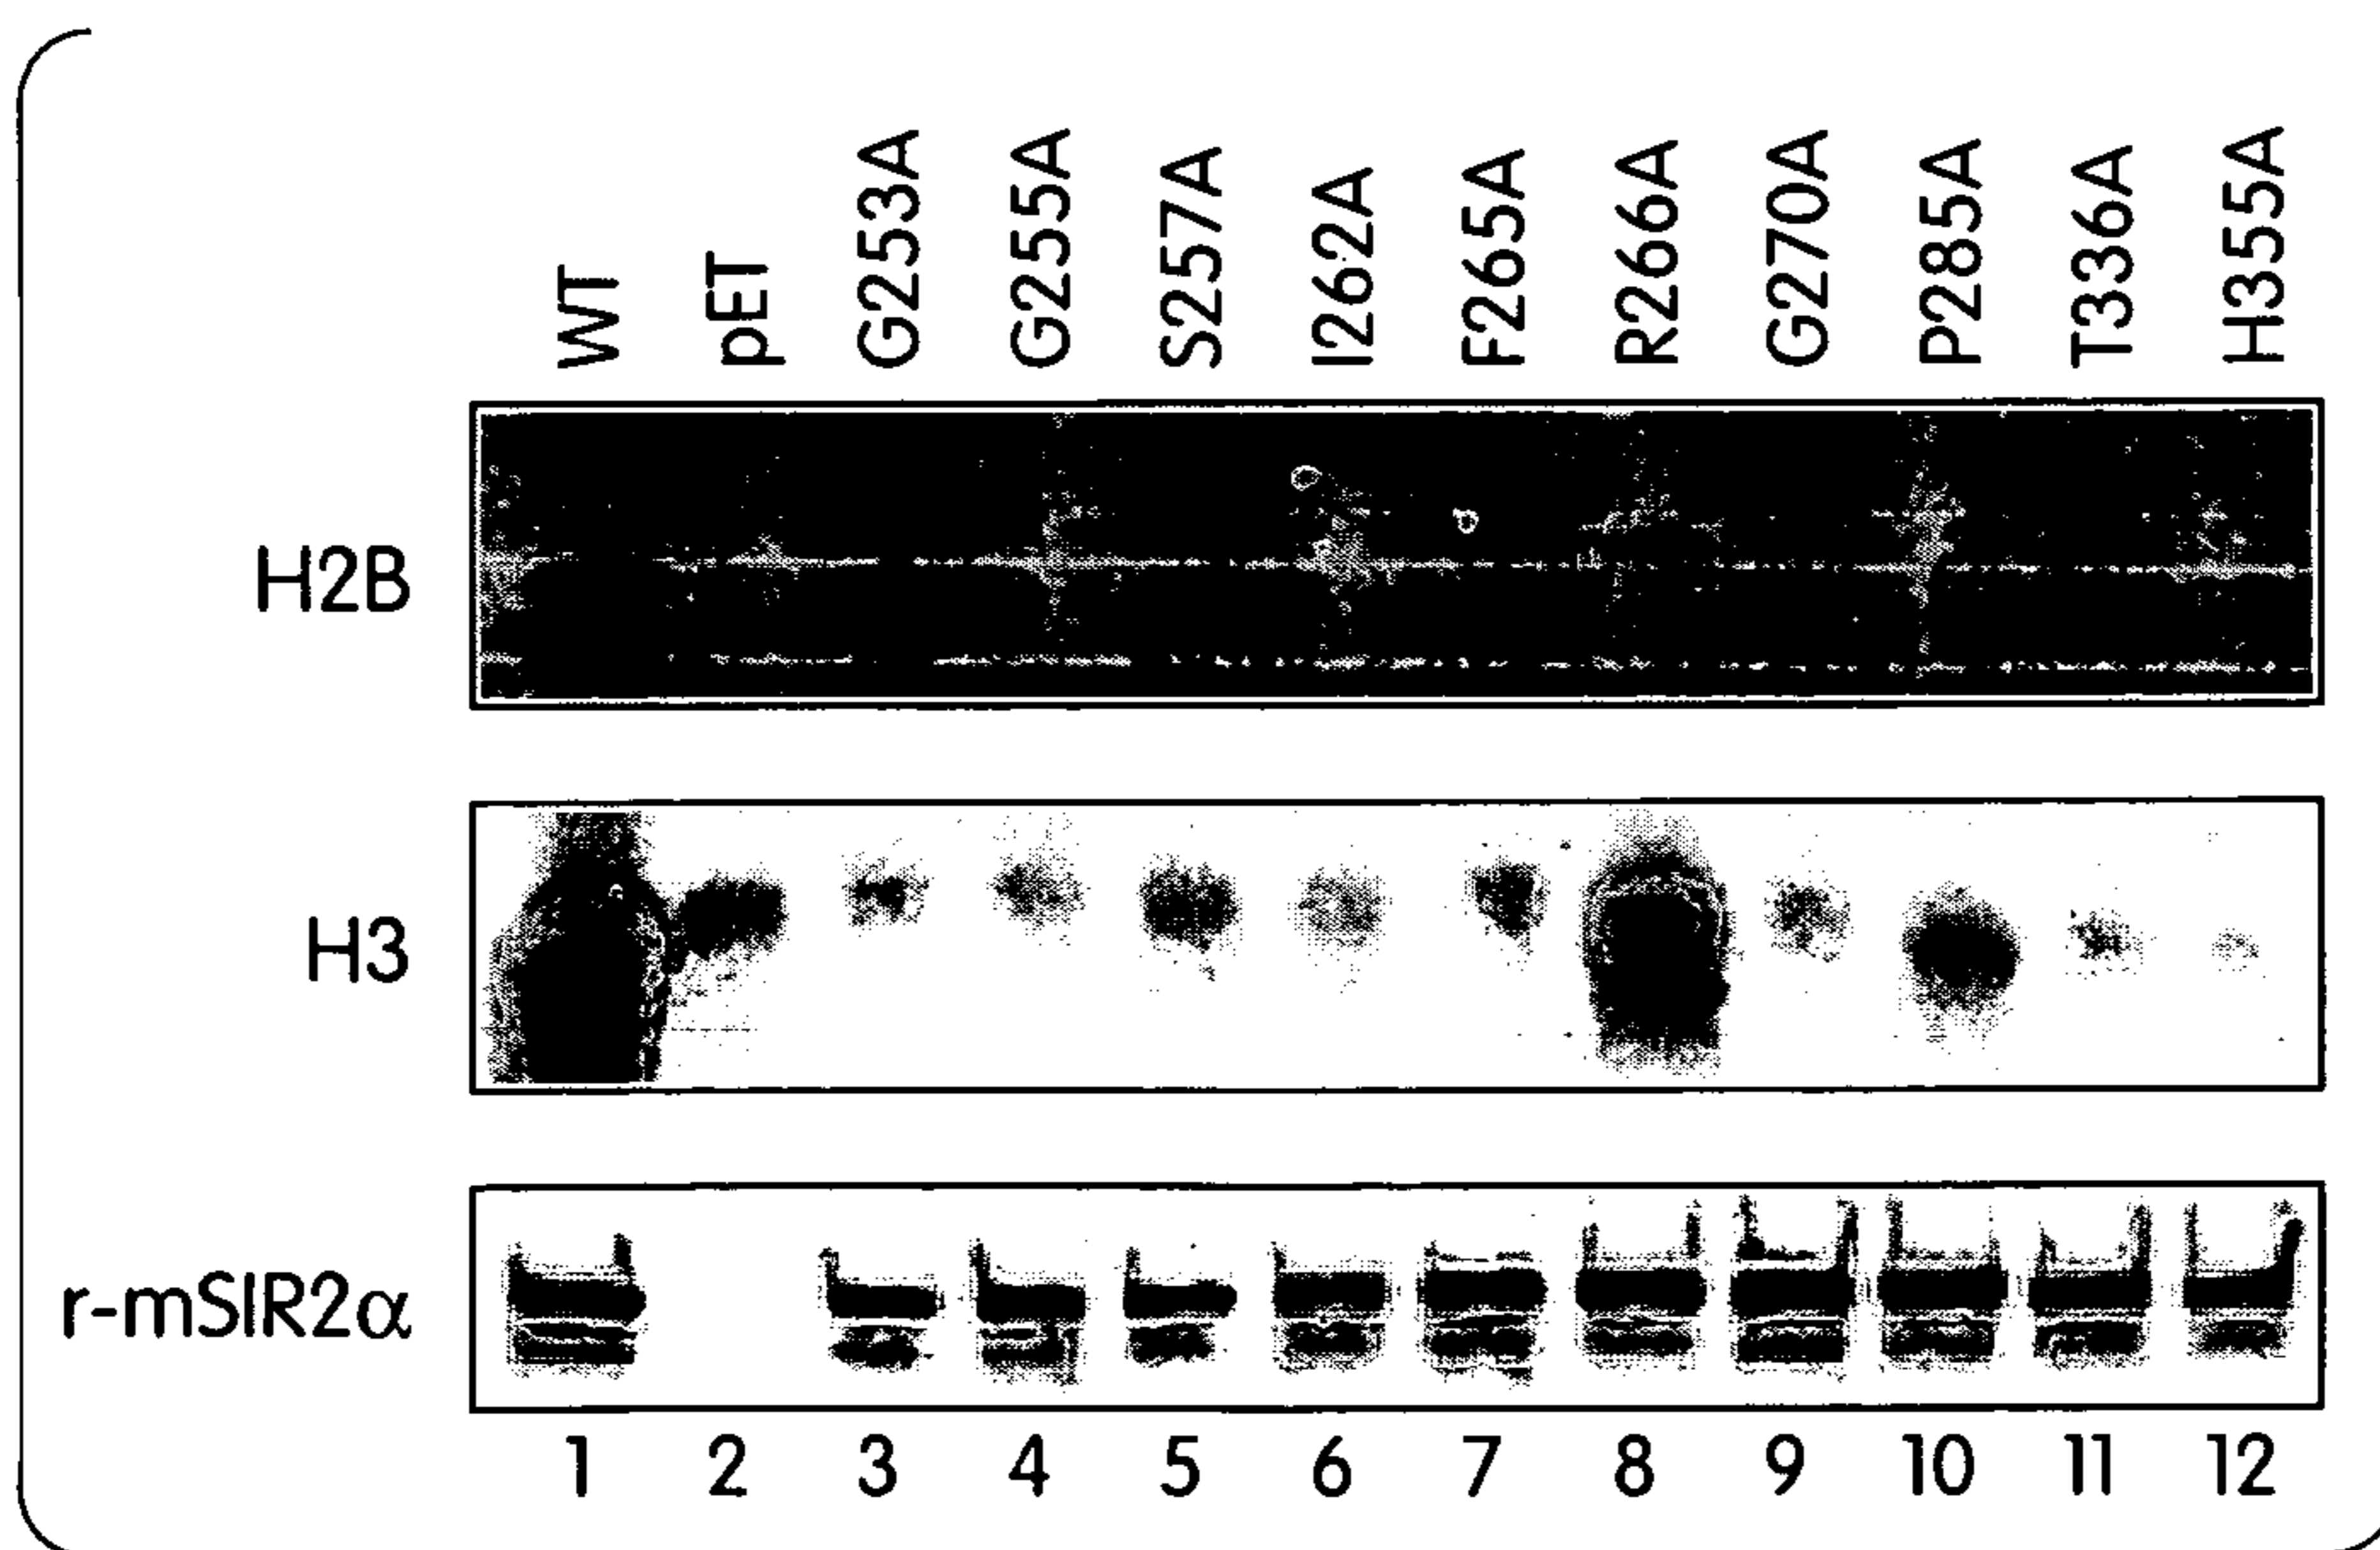 WT pET G253A G255A S257A I262A F265A R266A G270A P285A T336A H355A
H2B
H3
r-mSIR2α
1 2 3 4 5 6 7 8 9 10 11 12